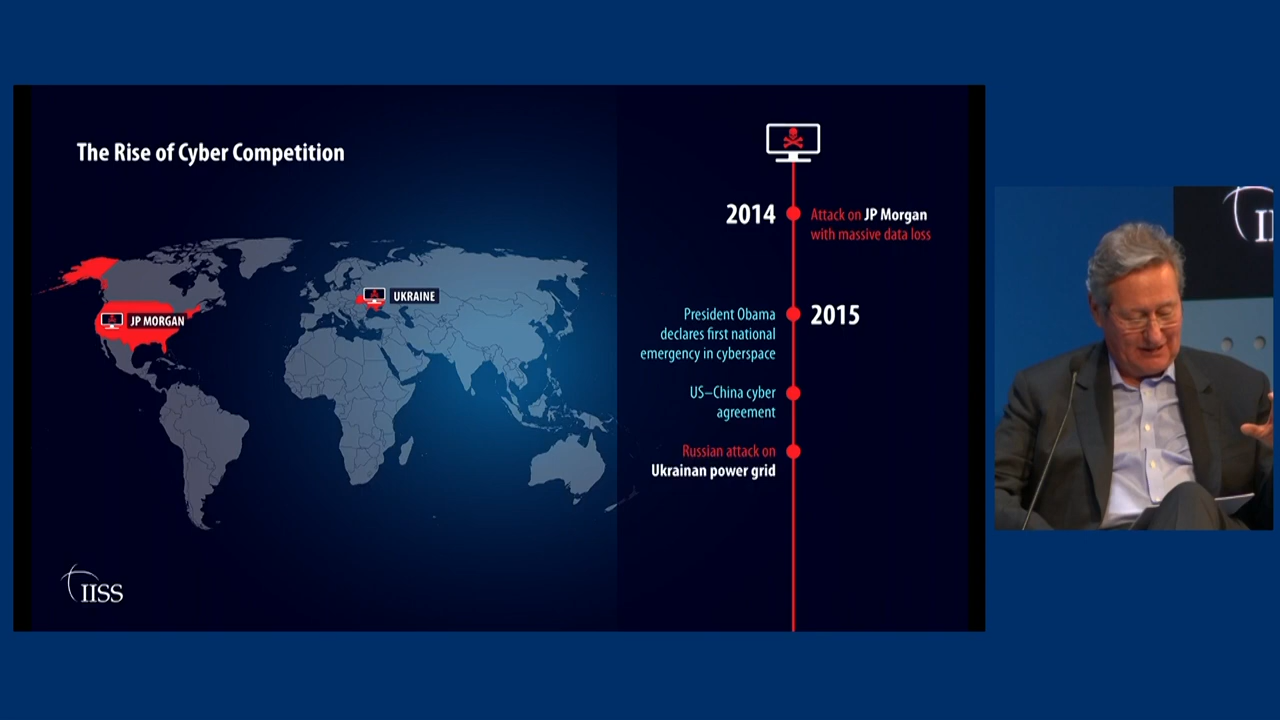 The Rise of Cyber Competition
JP MORGAN
UKRAINE
IISS
2014
Attack on JP Morgan
with massive data loss
2015
President Obama
declares first national
emergency in cyberspace
US–China cyber
agreement
Russian attack on
Ukrainian power grid